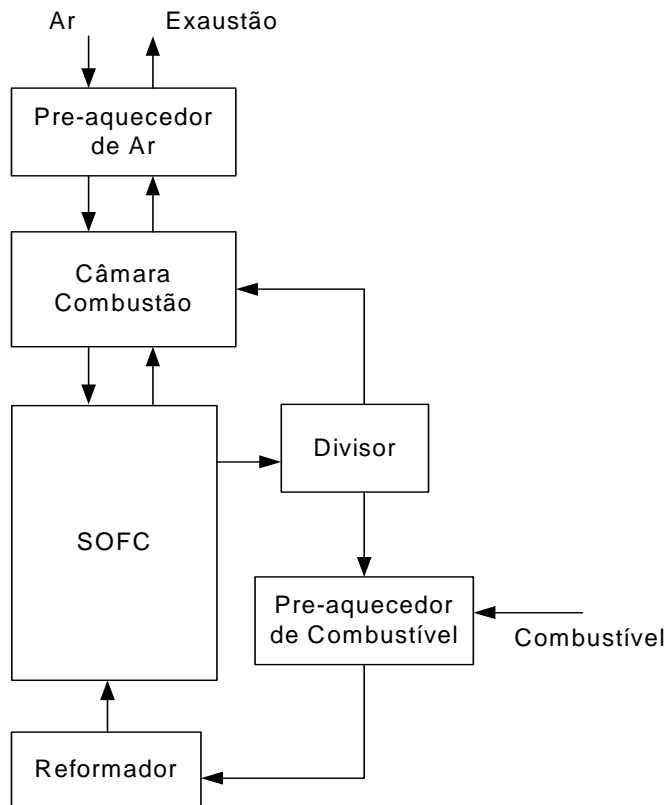 Ar
Exaustão
Pre-aquecedor
de Ar
Câmara
Combustão
Divisor
SOFC
Pre-aquecedor
de Combustível
Combustível
Reformador